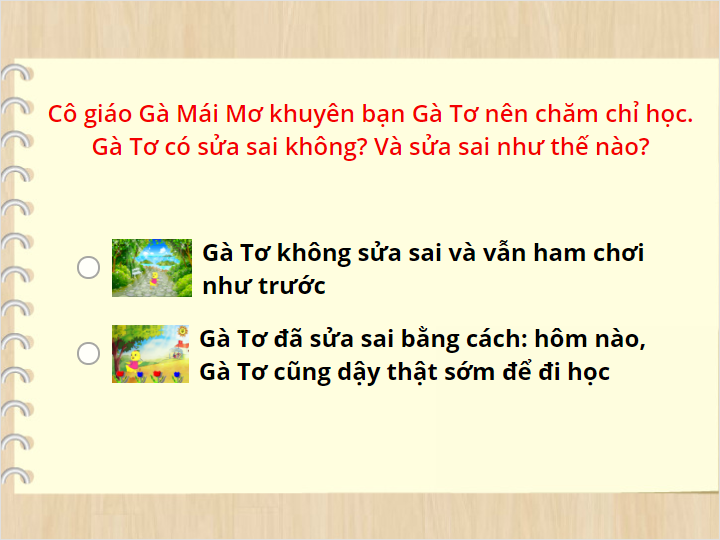 Cô giáo Gà Mái Mơ khuyên bạn Gà Tơ nên chăm chỉ học.
Gà Tơ có sửa sai không? Và sửa sai như thế nào?
Gà Tơ không sửa sai và vẫn ham chơi
như trước
Gà Tơ đã sửa sai bằng cách: hôm nào,
Gà Tơ cũng dậy thật sớm để đi học